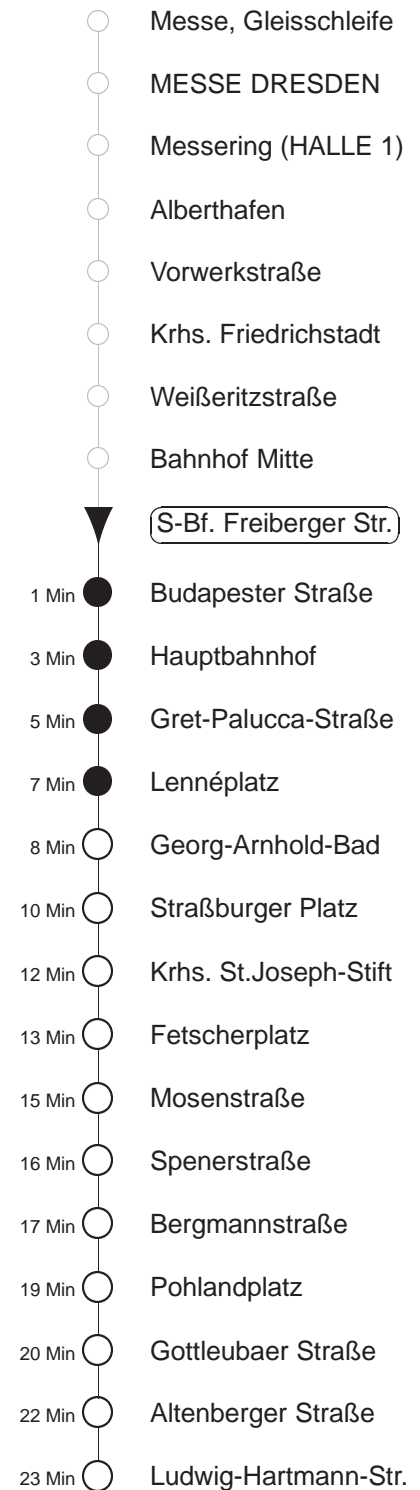 Messe, Gleisschleife
MESSE DRESDEN
Messering (HALLE 1)
Alberthafen
Vorwerkstraße
Krhs. Friedrichstadt
Weißeritzstraße
Bahnhof Mitte
S-Bf. Freiberger Str.
1 Min Budapester Straße
3 Min Hauptbahnhof
5 Min Gret-Palucca-Straße
7 Min Lennéplatz
8 Min Georg-Arnhold-Bad
10 Min Straßburger Platz
12 Min Krhs. St.Joseph-Stift
13 Min Fetscherplatz
15 Min Mosenstraße
16 Min Spenerstraße
17 Min Bergmannstraße
19 Min Pohlandplatz
20 Min Gottleubaer Straße
22 Min Altenberger Straße
23 Min Ludwig-Hartmann-Str.